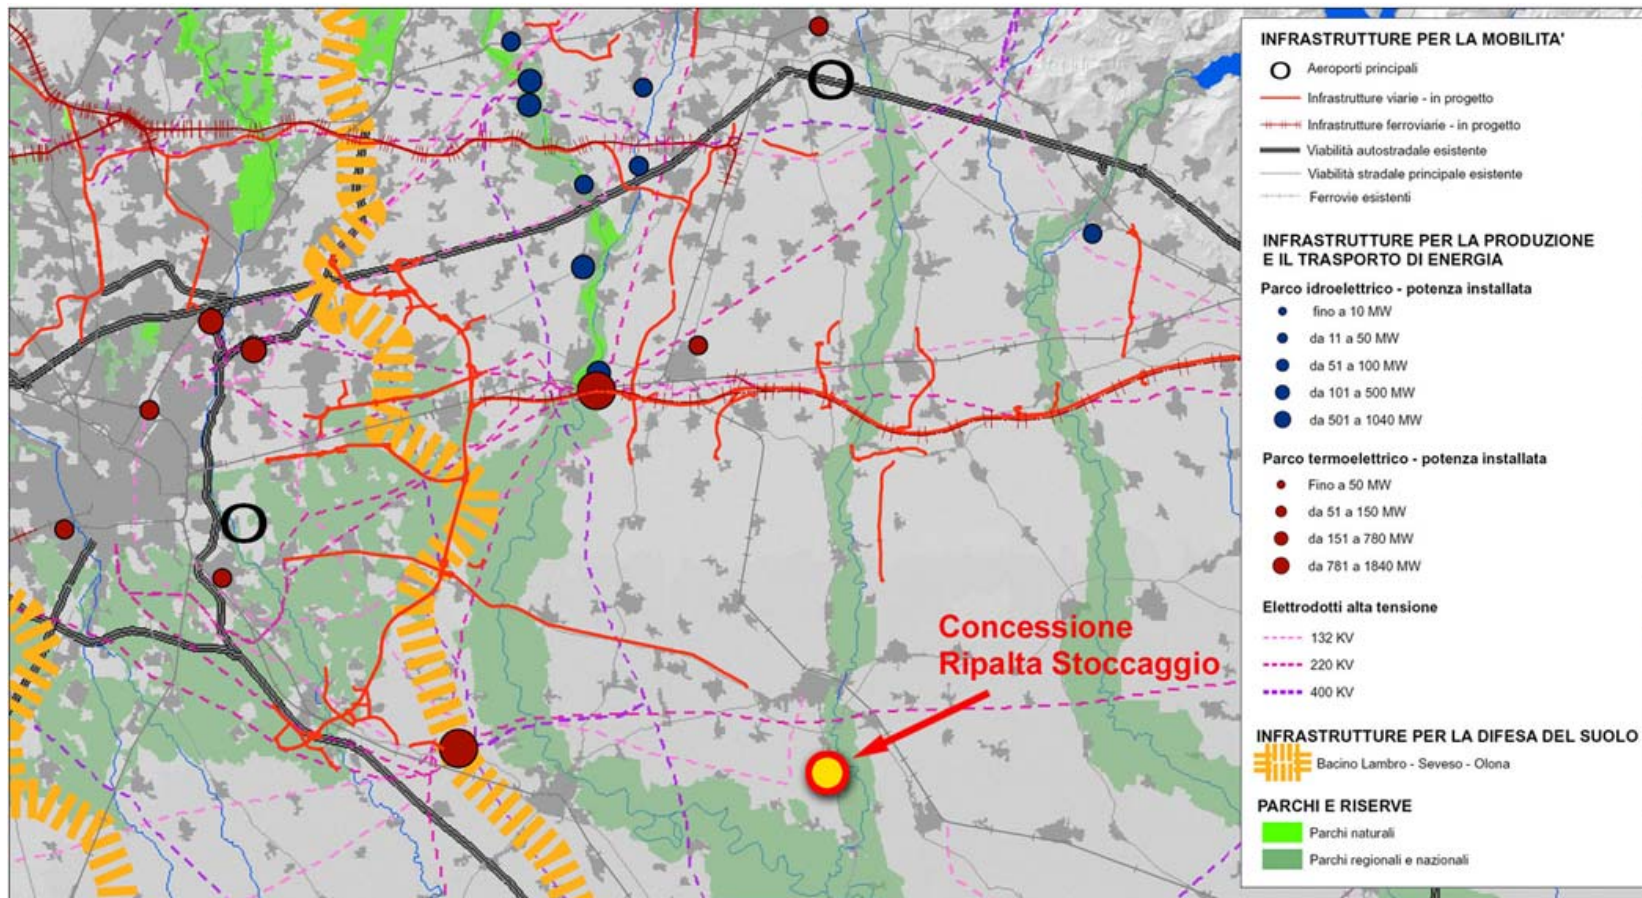 INFRASTRUTTURE PER LA MOBILITA'
O Aeroporti principali
Infrastrutture viarie - in progetto
Infrastrutture ferroviarie - in progetto
Viabilità autostradale esistente
Viabilità stradale principale esistente
Ferrovie esistenti
INFRASTRUTTURE PER LA PRODUZIONE
E IL TRASPORTO DI ENERGIA
Parco idroelettrico - potenza installata
fino a 10 MW
da 11 a 50 MW
da 51 a 100 MW
da 101 a 500 MW
da 501 a 1040 MW
Parco termoelettrico - potenza installata
Fino a 50 MW
da 51 a 150 MW
da 151 a 780 MW
da 781 a 1840 MW
Elettrodotti alta tensione
132 KV
220 KV
400 KV
INFRASTRUTTURE PER LA DIFESA DEL SUOLO
Bacino Lambro - Seveso - Olona
PARCHI E RISERVE
Parchi naturali
Parchi regionali e nazionali
O
O
Concessione
Ripalta Stoccaggio